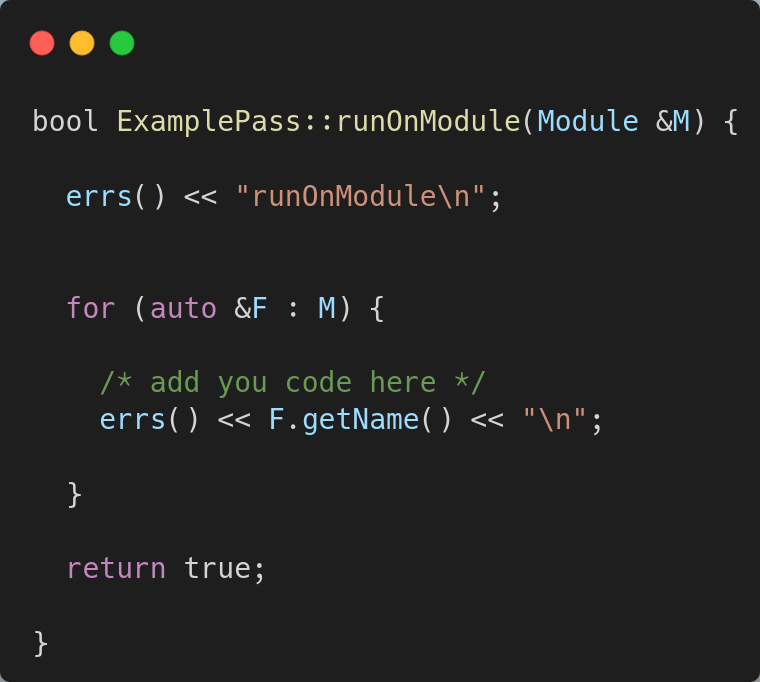 bool ExamplePass::runOnModule(Module &M) {
  errs() << "runOnModule\n";
  for (auto &F : M) {
    /* add you code here */
    errs() << F.getName() << "\n";
  }
  return true;
}